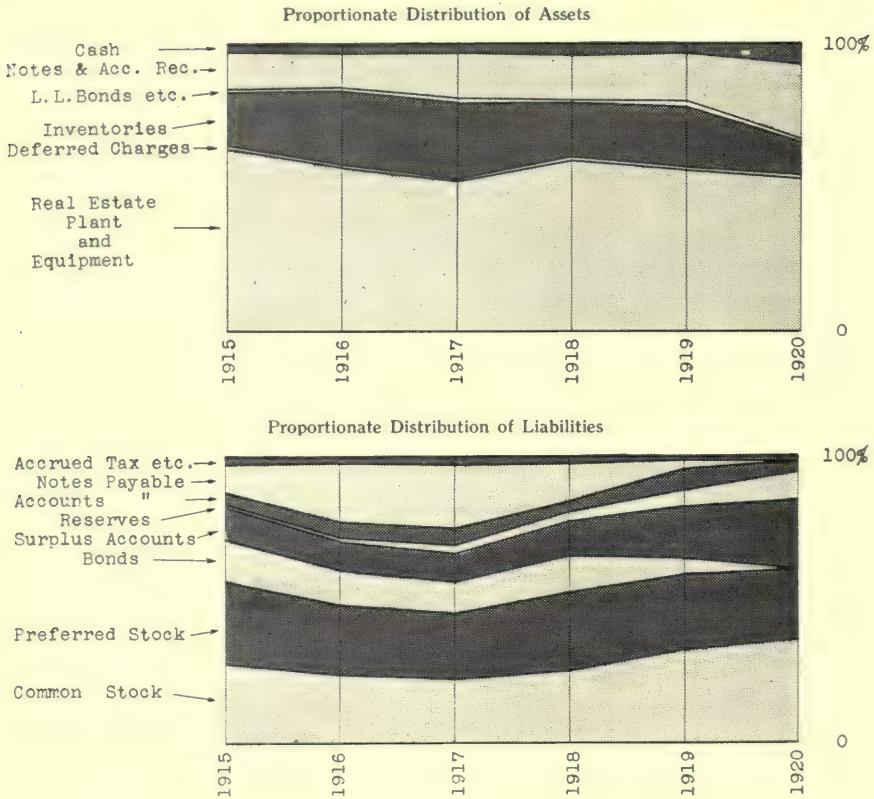 Proportionate Distribution of Assets
Cash
Notes & Acc. Rec.
L.L.Bonds etc.
Inventories
Deferred Charges
Real Estate
Plant
and
Equipment
100%
0
1915
1916
1917
1918
1919
1920
Proportionate Distribution of Liabilities
Accrued Tax etc.
Notes Payable
Accounts "
Reserves
Surplus Accounts
Bonds
Preferred Stock
Common Stock
100%
0
1915
1916
1917
1918
1919
1920